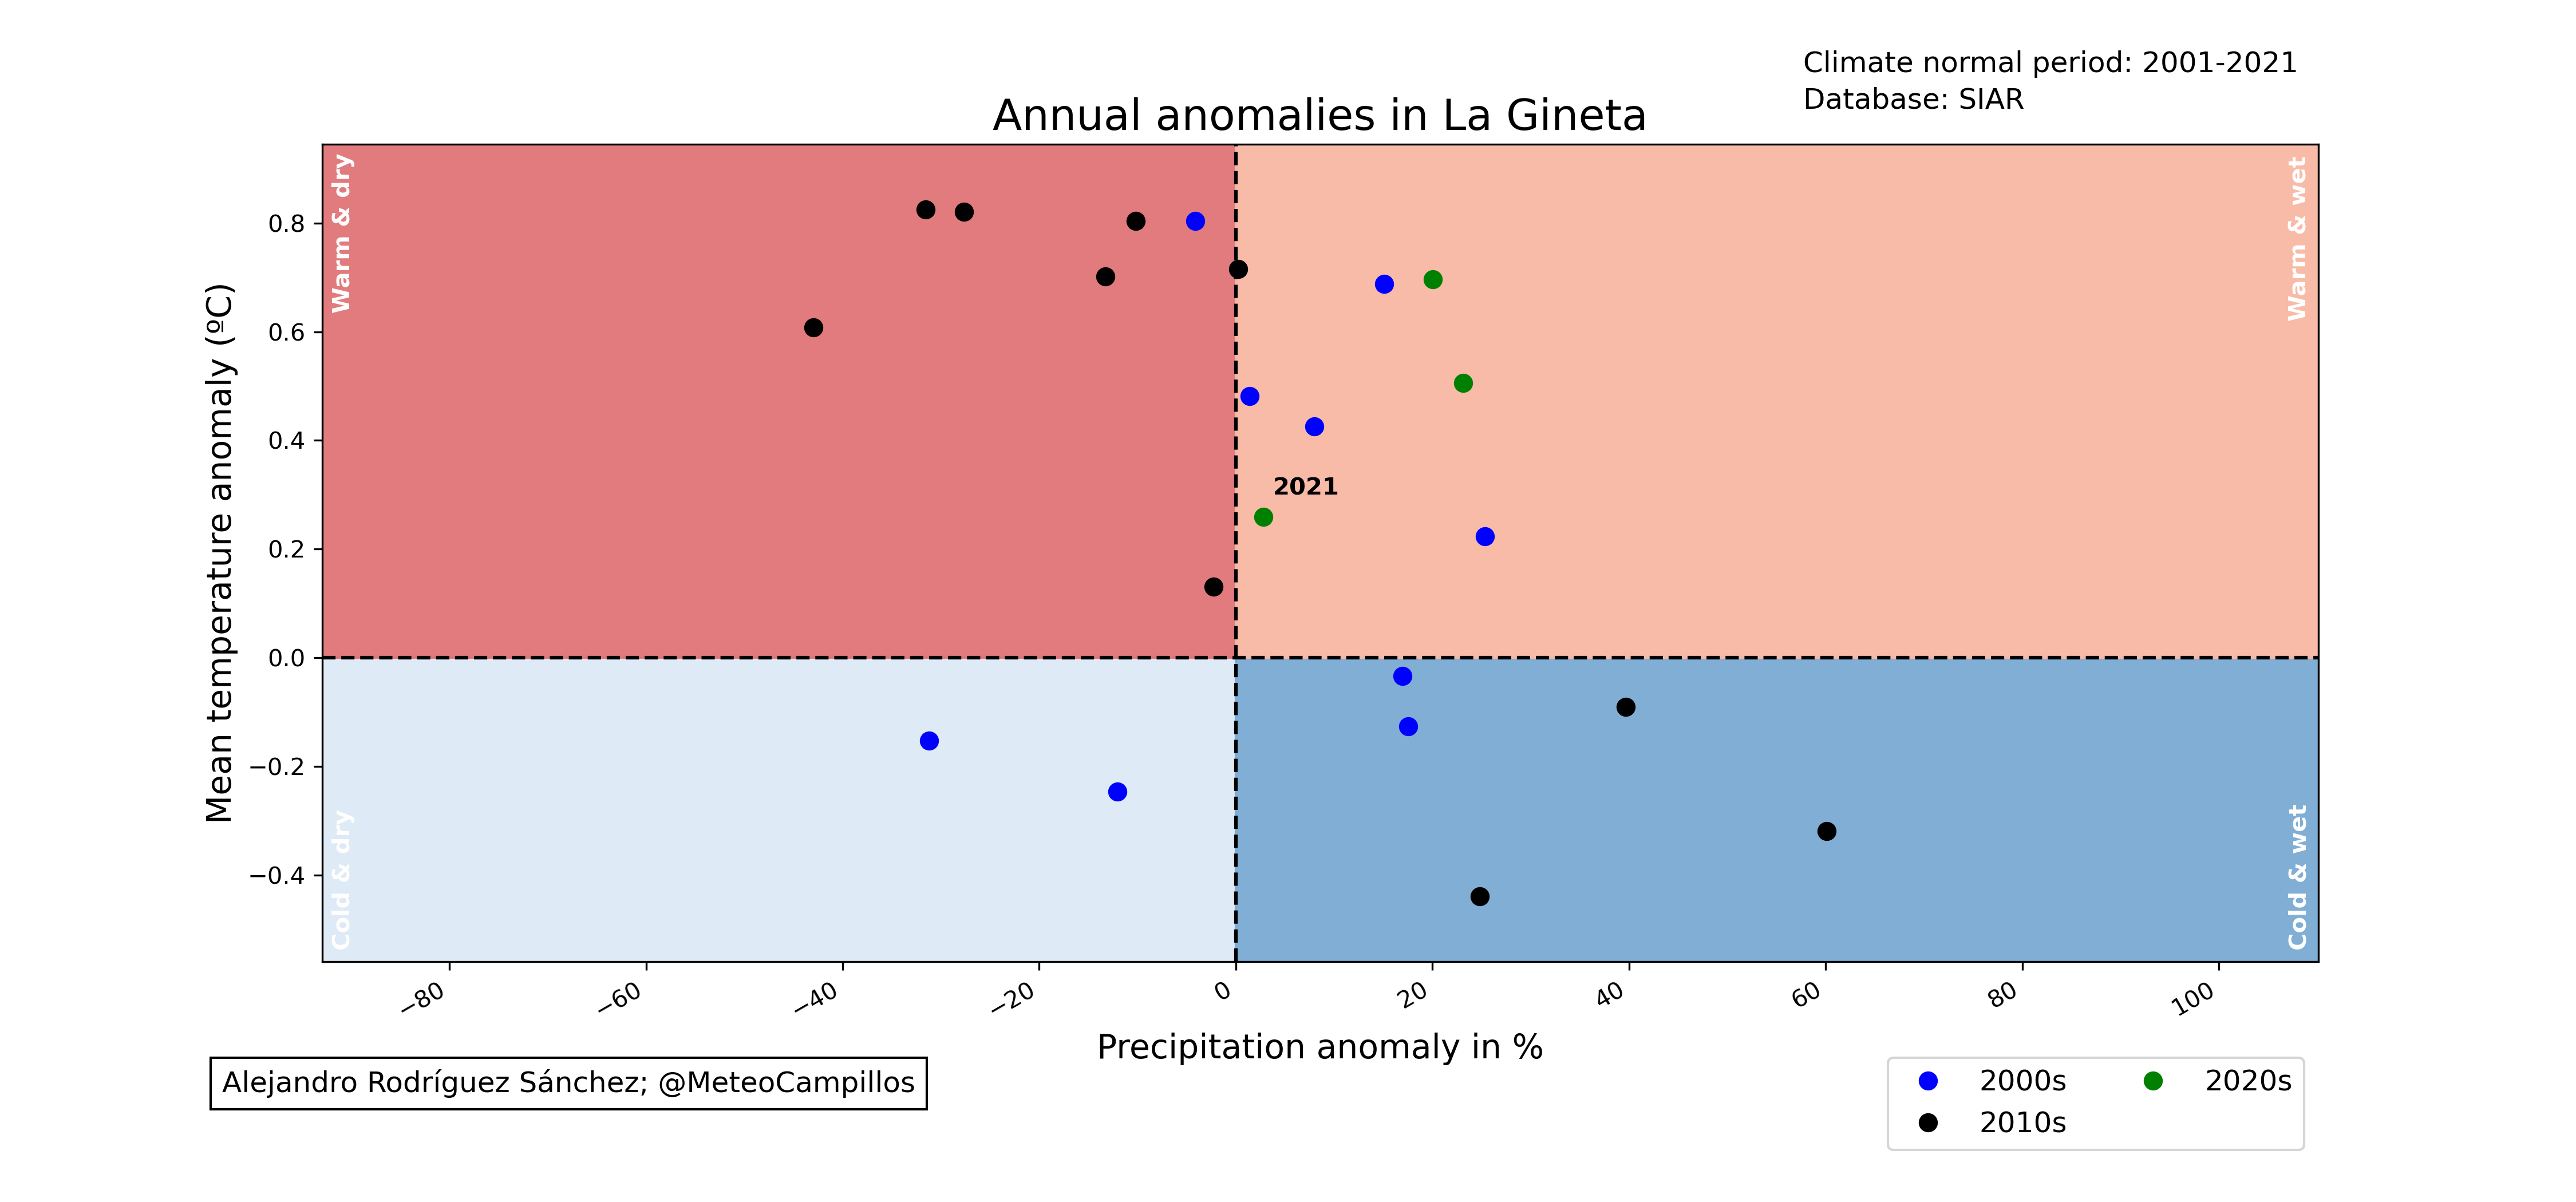 Climate normal period: 2001-2021
Database: SIAR
Annual anomalies in La Gineta
Warm & dry
Warm & wet
Cold & dry
Cold & wet
Mean temperature anomaly (ºC)
0.8
0.6
0.4
0.2
0.0
−0.2
−0.4
2021
−80
−60
−40
−20
0
20
40
60
80
100
Precipitation anomaly in %
Alejandro Rodríguez Sánchez; @MeteoCampillos
2000s
2010s
2020s